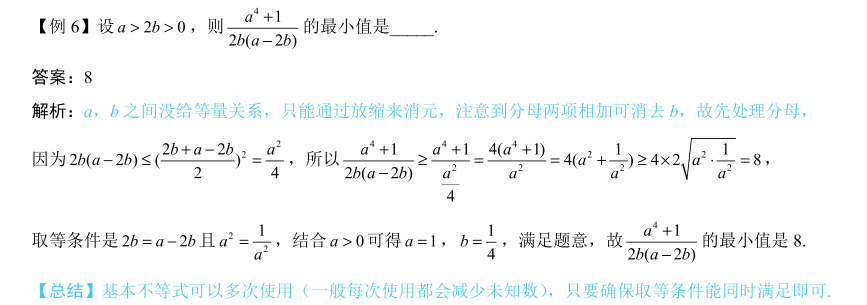 【例 6】设 a > 2b > 0，则 \frac{a^4+1}{2b(a-2b)} 的最小值是_____.
答案：8
解析：a，b 之间没给等量关系，只能通过放缩来消元，注意到分母两项相加可消去 b，故先处理分母，
因为 2b(a-2b) ≤ (\frac{2b+a-2b}{2})^2 = \frac{a^2}{4}，所以 \frac{a^4+1}{2b(a-2b)} ≥ \frac{a^4+1}{\frac{a^2}{4}} = \frac{4(a^4+1)}{a^2} = 4(a^2+\frac{1}{a^2}) ≥ 4×2\sqrt{a^2·\frac{1}{a^2}} = 8，
取等条件是 2b = a-2b 且 a^2 = \frac{1}{a^2}，结合 a > 0 可得 a = 1，b = \frac{1}{4}，满足题意，故 \frac{a^4+1}{2b(a-2b)} 的最小值是 8.
【总结】基本不等式可以多次使用（一般每次使用都会减少未知数），只要确保取等条件能同时满足即可.